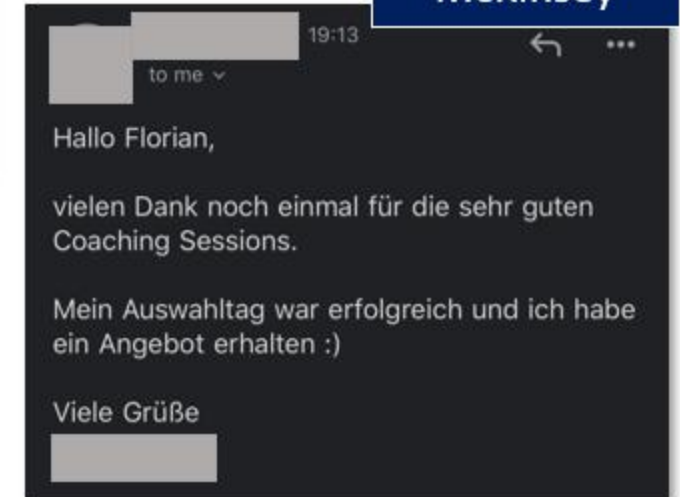 19:13
to me
Hallo Florian,
vielen Dank noch einmal für die sehr guten
Coaching Sessions.
Mein Auswahltag war erfolgreich und ich habe
ein Angebot erhalten :)
Viele Grüße